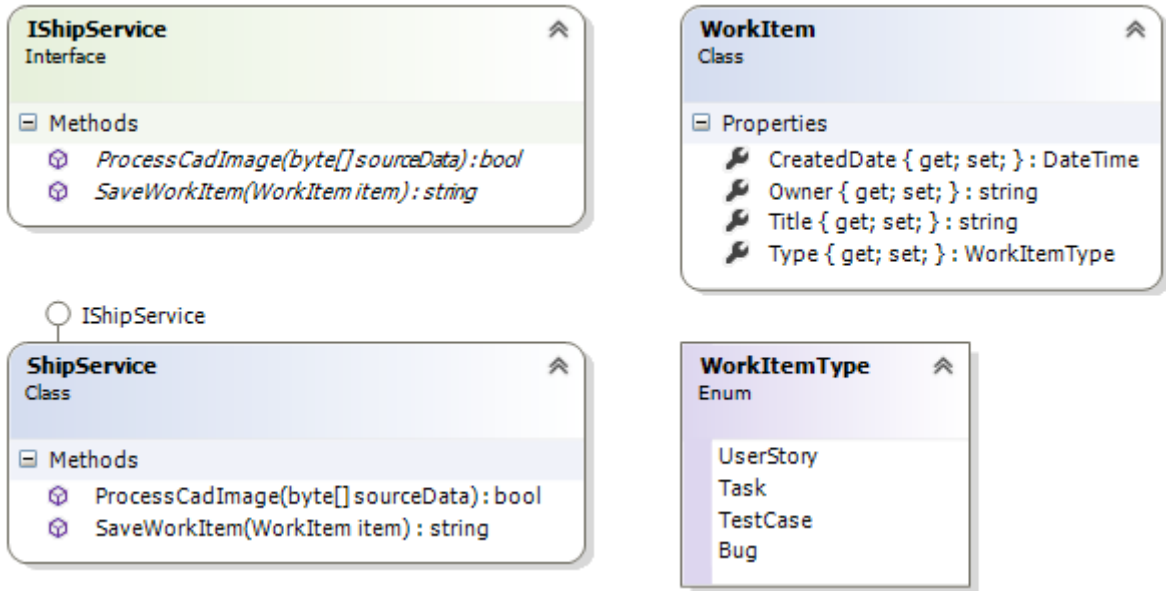 IShipService
Interface
Methods
ProcessCadImage(byte[] sourceData) : bool
SaveWorkItem(WorkItem item) : string
WorkItem
Class
Properties
CreatedDate { get; set; } : DateTime
Owner { get; set; } : string
Title { get; set; } : string
Type { get; set; } : WorkItemType
IShipService
ShipService
Class
Methods
ProcessCadImage(byte[] sourceData) : bool
SaveWorkItem(WorkItem item) : string
WorkItemType
Enum
UserStory
Task
TestCase
Bug